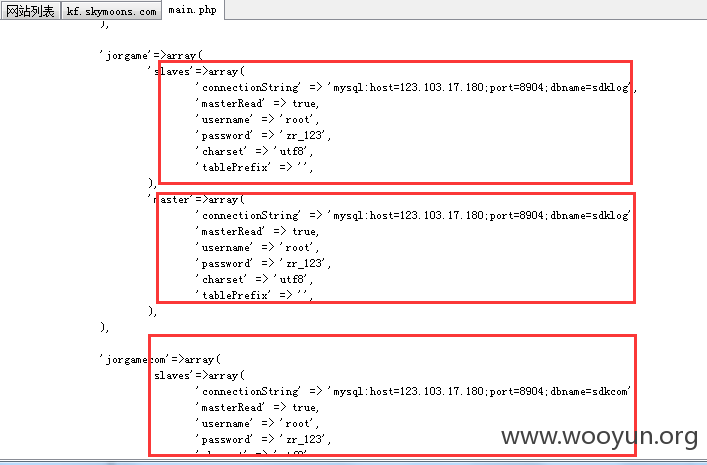 网站列表 kf.skymoons.com main.php
),
'jorgame'=>array(
'slaves'=>array(
'connectionString' => 'mysql:host=123.103.17.180;port=8904;dbname=sdklog',
'masterRead' => true,
'username' => 'root',
'password' => 'zr_123',
'charset' => 'utf8',
'tablePrefix' => '',
),
'master'=>array(
'connectionString' => 'mysql:host=123.103.17.180;port=8904;dbname=sdklog'
'masterRead' => true,
'username' => 'root',
'password' => 'zr_123',
'charset' => 'utf8',
'tablePrefix' => '',
),
),
'jorgamecom'=>array(
slaves'=>array(
'connectionString' => 'mysql:host=123.103.17.180;port=8904;dbname=sdkcom'
'masterRead' => true,
'username' => 'root',
'password' => 'zr_123',
www.wooyun.org